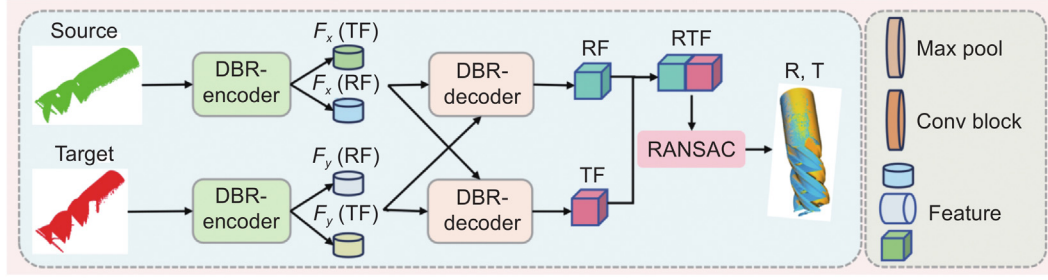 Source
DBR-
encoder
Fx (TF)
Fx (RF)
DBR-
decoder
RF
RTF
R, T
RANSAC
Target
DBR-
encoder
Fy (RF)
Fy (TF)
DBR-
decoder
TF
Max pool
Conv block
Feature